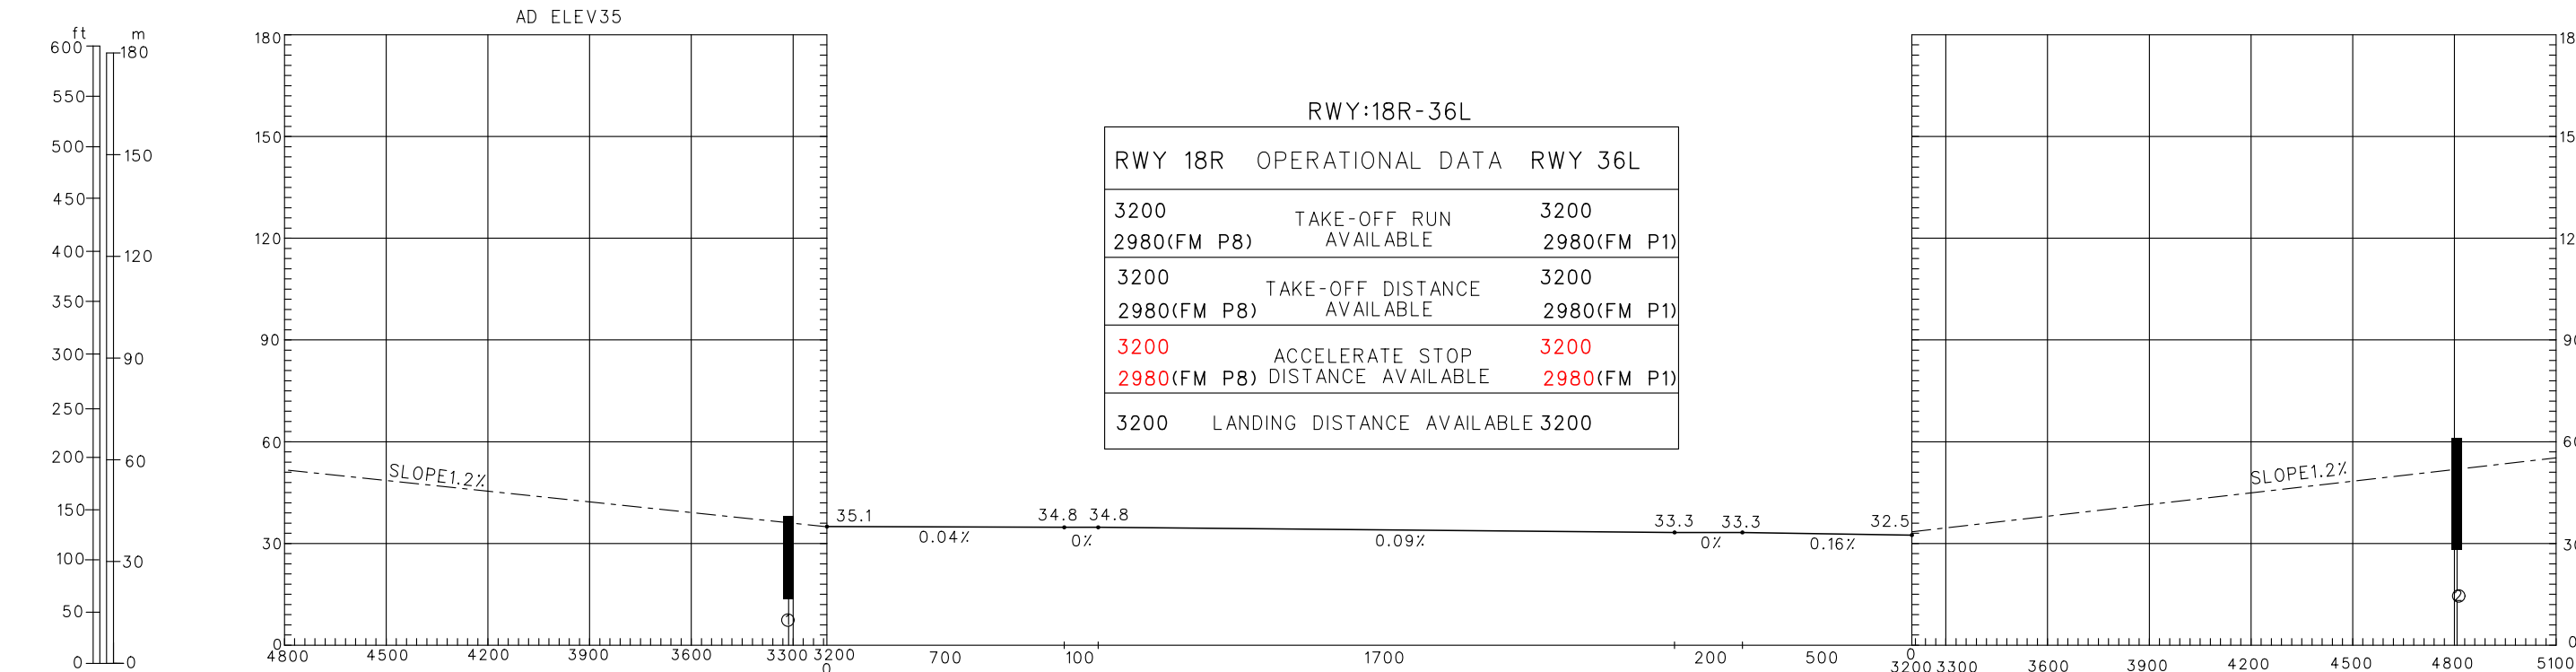 AD ELEV35
ft m
600
550
500
450
400
350
300
250
200
150
100
50
0
180
150
120
90
60
30
0
180
150
120
90
60
30
0
SLOPE1.2%
4800 4500 4200 3900 3600 3300 3200
0
RWY:18R-36L
RWY 18R OPERATIONAL DATA RWY 36L
3200 TAKE-OFF RUN 3200
2980(FM P8) AVAILABLE 2980(FM P1)
3200 TAKE-OFF DISTANCE 3200
2980(FM P8) AVAILABLE 2980(FM P1)
3200 ACCELERATE STOP 3200
2980(FM P8) DISTANCE AVAILABLE 2980(FM P1)
3200 LANDING DISTANCE AVAILABLE 3200
35.1 34.8 34.8 33.3 33.3 32.5
0.04% 0% 0.09% 0% 0.16%
700 100 1700 200 500
SLOPE1.2%
2
0
3200 3300 3600 3900 4200 4500 4800 5100